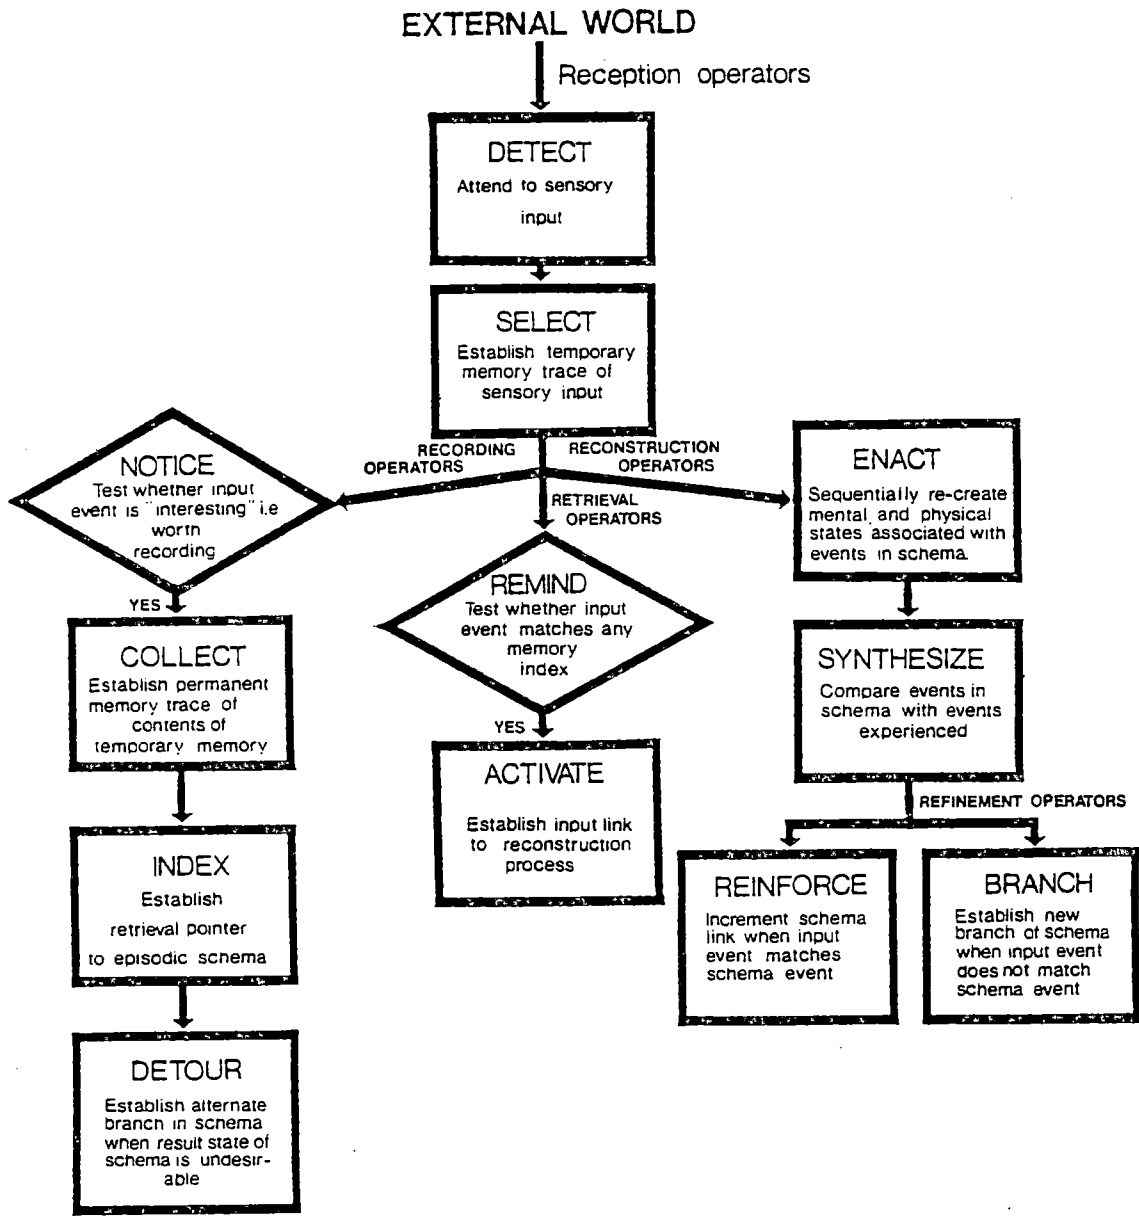 EXTERNAL WORLD
Reception operators
DETECT
Attend to sensory
input
SELECT
Establish temporary
memory trace of
sensory input
RECORDING
OPERATORS
RECONSTRUCTION
OPERATORS
RETRIEVAL
OPERATORS
NOTICE
Test whether input
event is "interesting" i.e
worth
recording
YES
COLLECT
Establish permanent
memory trace of
contents of
temporary memory
INDEX
Establish
retrieval pointer
to episodic schema
DETOUR
Establish alternate
branch in schema
when result state of
schema is undesir-
able
REMIND
Test whether input
event matches any
memory
index
YES
ACTIVATE
Establish input link
to reconstruction
process
ENACT
Sequentially re-create
mental and physical
states associated with
events in schema.
SYNTHESIZE
Compare events in
schema with events
experienced
REFINEMENT OPERATORS
REINFORCE
Increment schema
link when input
event matches
schema event
BRANCH
Establish new
branch of schema
when input event
does not match
schema event